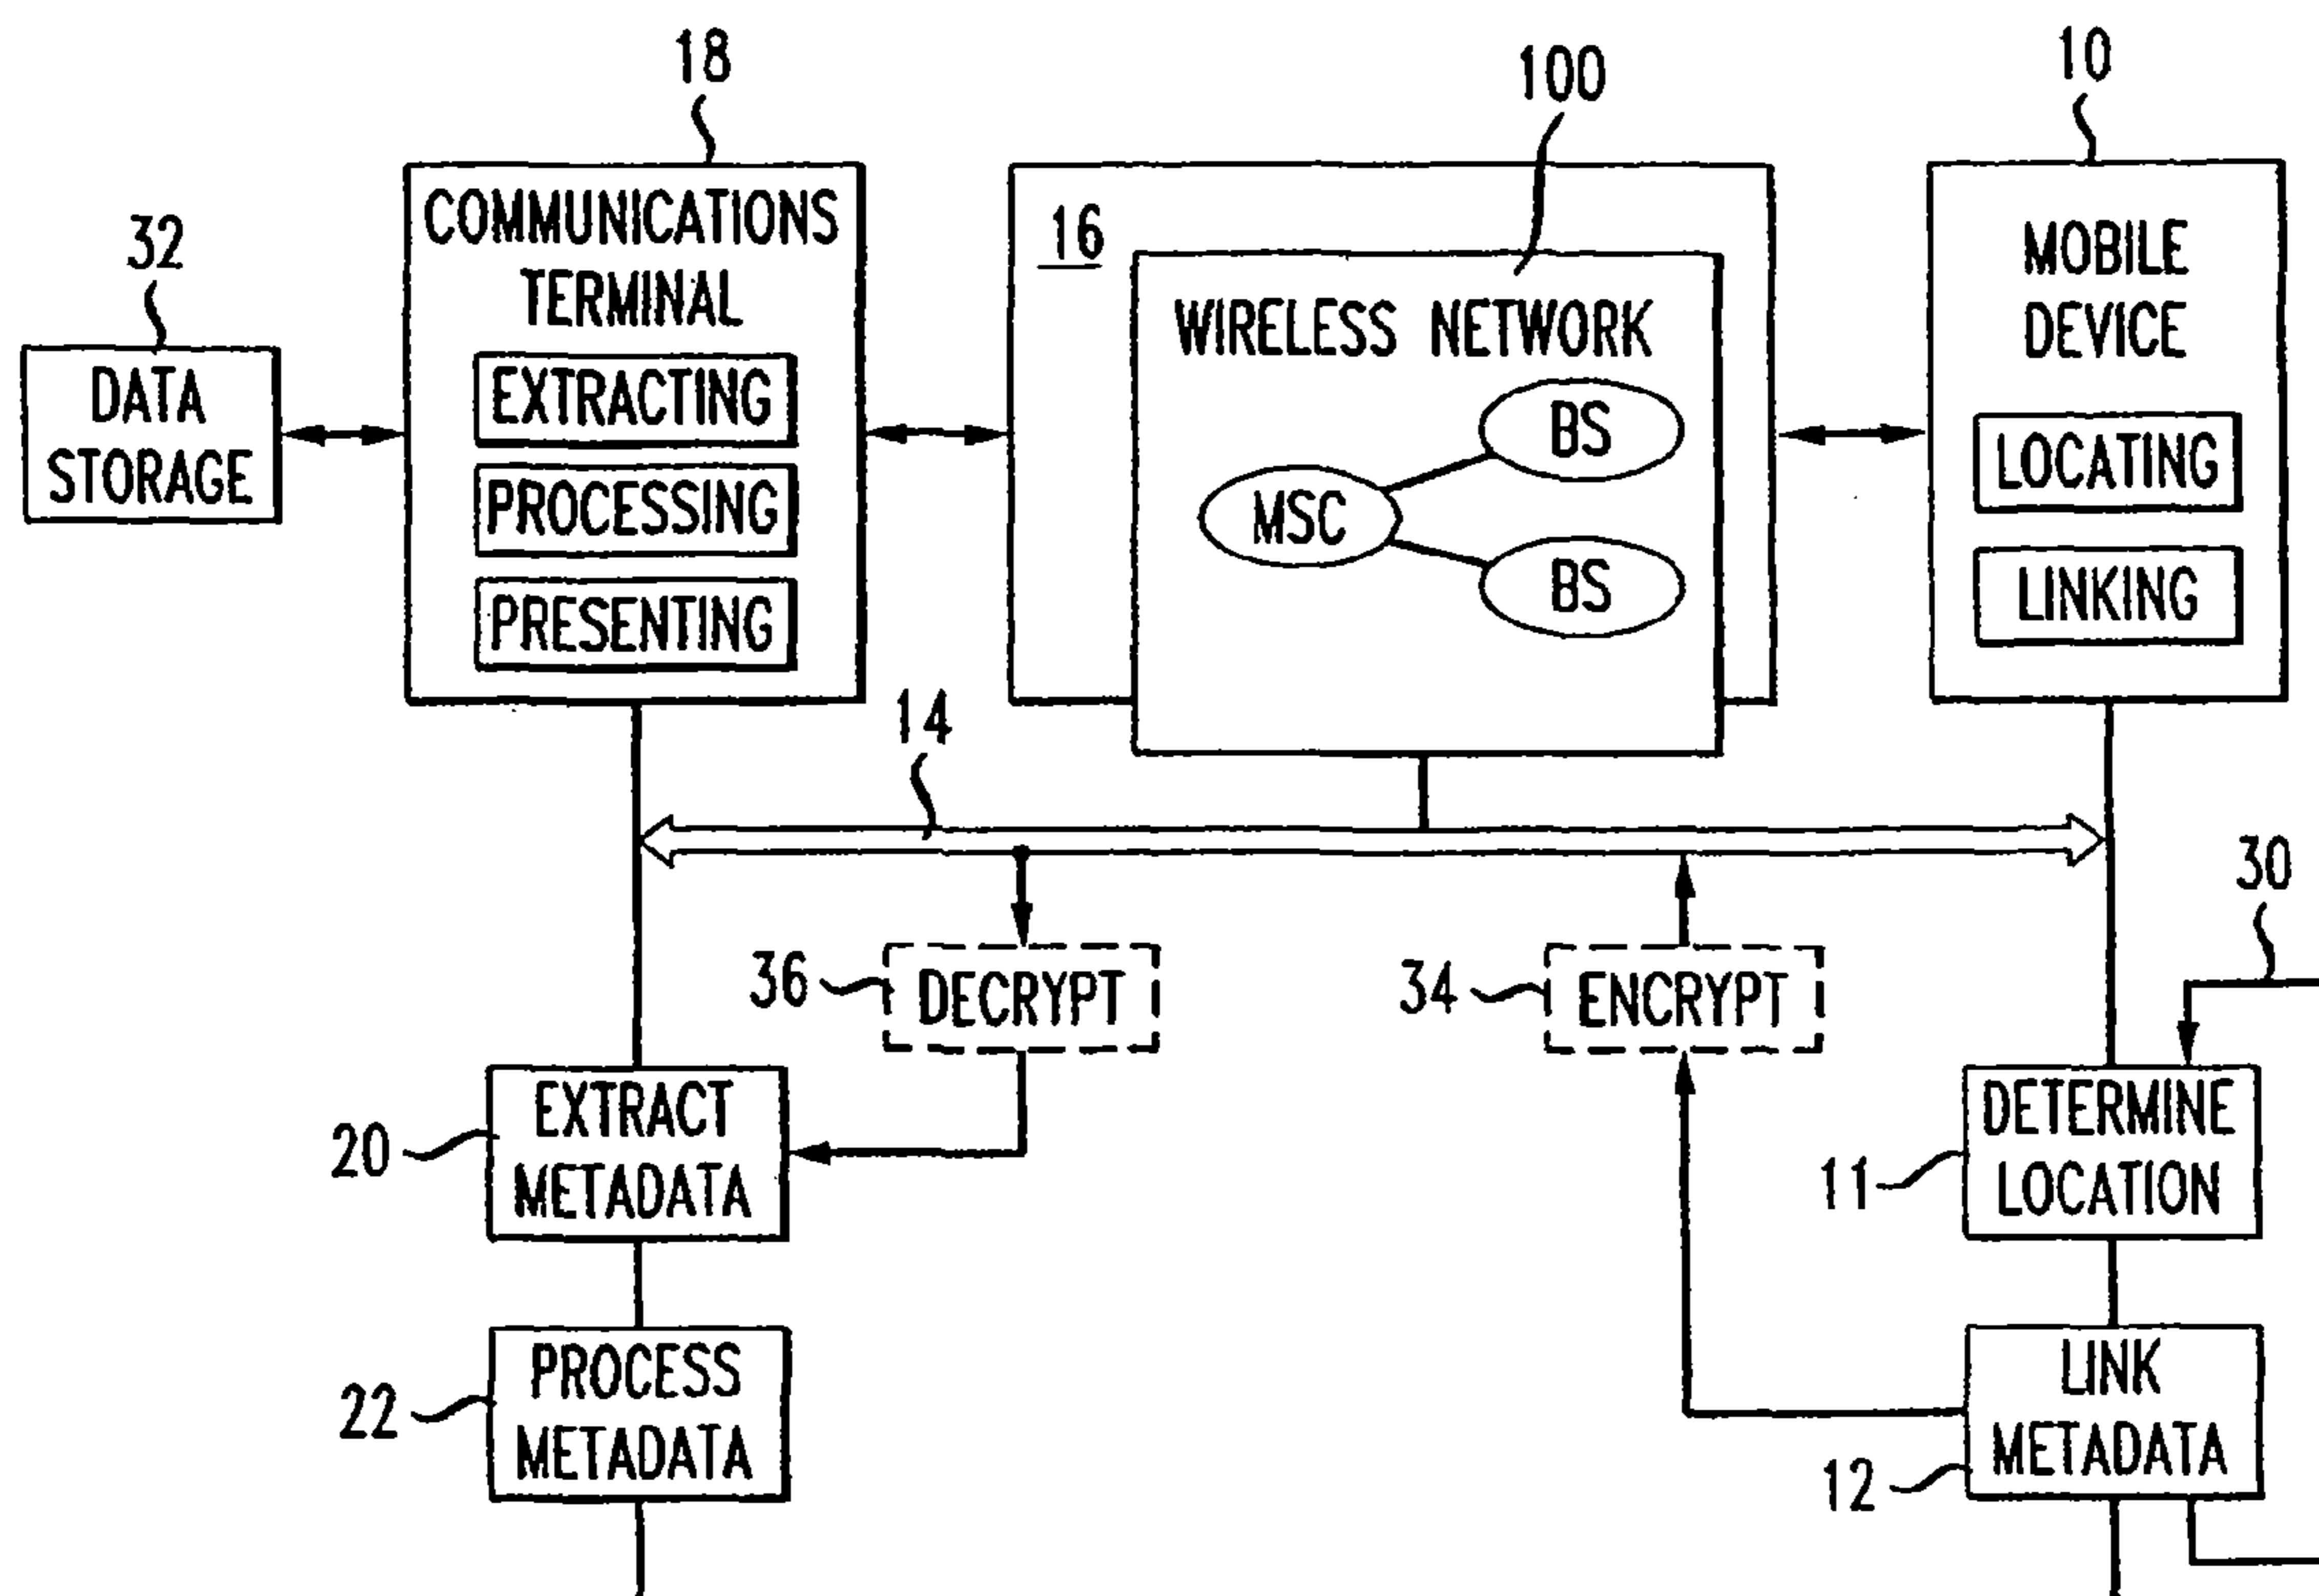 18
100
10
32
COMMUNICATIONS
TERMINAL
EXTRACTING
PROCESSING
PRESENTING
DATA
STORAGE
16
WIRELESS NETWORK
BS
MSC
BS
MOBILE
DEVICE
LOCATING
LINKING
14
30
36
DECRYPT
34
ENCRYPT
20
EXTRACT
METADATA
11
DETERMINE
LOCATION
22
PROCESS
METADATA
12
LINK
METADATA